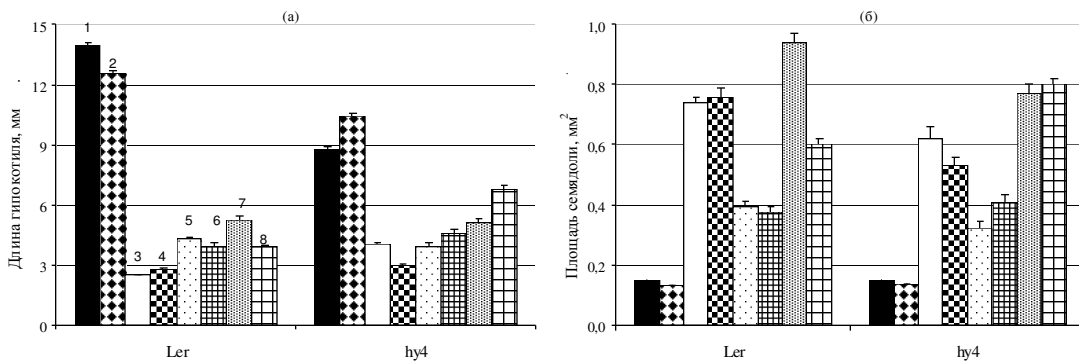 (а)
Длина гипокотиля, мм
15
12
9
6
3
0
1
2
3
4
5
6
7
8
Ler
hy4
(б)
Площадь семядоли, мм²
1,0
0,8
0,6
0,4
0,2
0,0
Ler
hy4